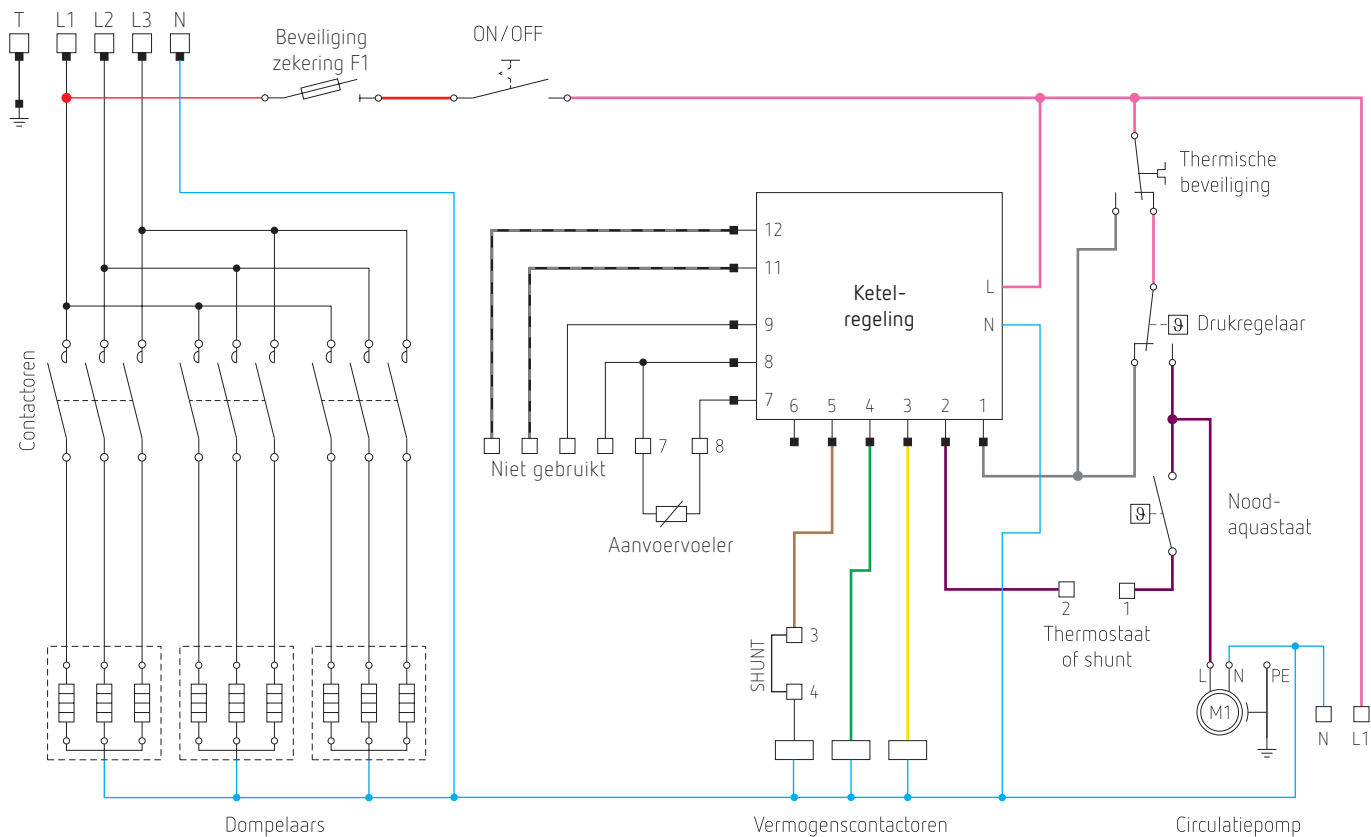 T L1 L2 L3 N
Beveiliging
zekering F1
ON/OFF
Thermische
beveiliging
12
11
9
8
7
Ketel-
regeling
L
N
6 5 4 3 2 1
ϑ Drukregelaar
Contactoren
Niet gebruikt
7 8
Aanvoervoeler
ϑ
Nood-
aquastaat
2 1
Thermostaat
of shunt
SHUNT
3
4
L N PE
M1
N L1
Dompelaars
Vermogenscontactoren
Circulatiepomp